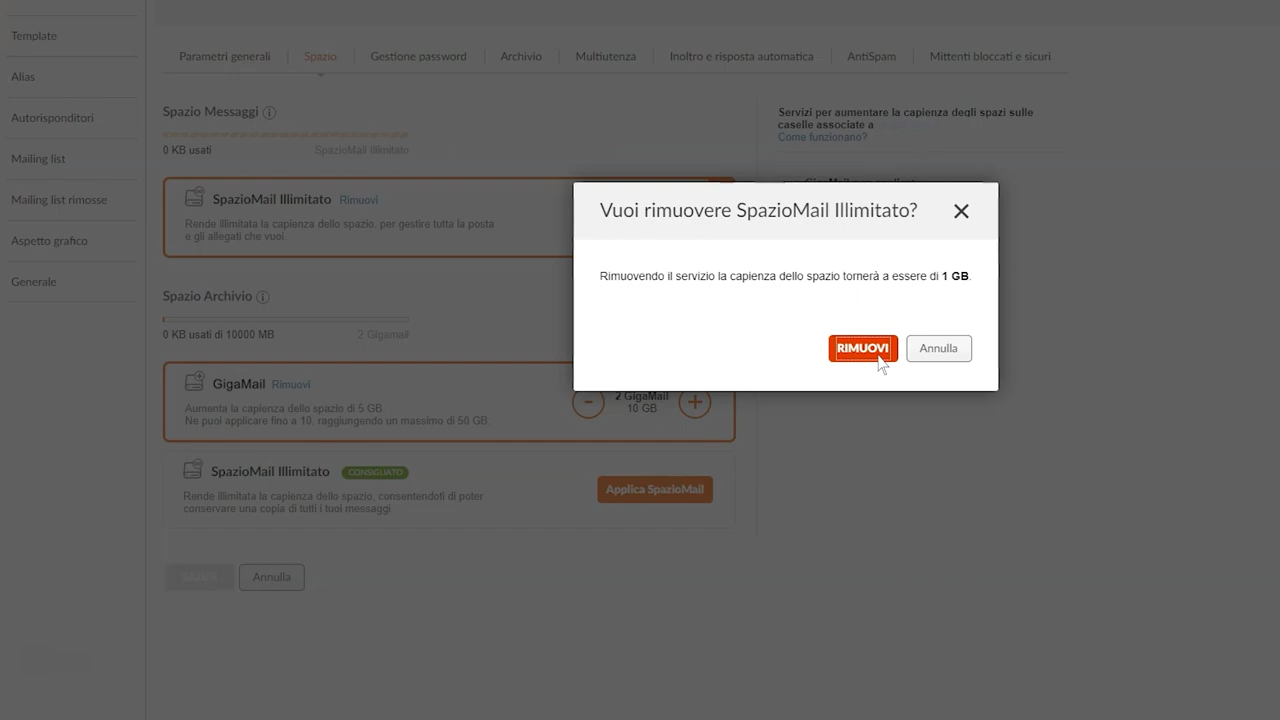 Template
Alias
Autorisponditori
Mailing list
Mailing list rimosse
Aspetto grafico
Generale
Parametri generali
Spazio
Gestione password
Archivio
Multiutenza
Inoltro e risposta automatica
AntiSpam
Mittenti bloccati e sicuri
Spazio Messaggi
0 KB usati
SpazioMail Illimitato
SpazioMail Illimitato Rimuovi
Rende illimitata la capienza dello spazio, per gestire tutta la posta
e gli allegati che vuoi.
Spazio Archivio
0 KB usati di 10000 MB
2 Gigamail
GigaMail Rimuovi
Aumenta la capienza dello spazio di 5 GB.
Ne puoi applicare fino a 10, raggiungendo un massimo di 50 GB.
2 GigaMail
10 GB
SpazioMail Illimitato CONSIGLIATO
Rende illimitata la capienza dello spazio, consentendoti di poter
conservare una copia di tutti i tuoi messaggi
Applica SpazioMail
Annulla
Servizi per aumentare la capienza degli spazi sulle
caselle associate a
Come funzionano?
Vuoi rimuovere SpazioMail Illimitato?
Rimuovendo il servizio la capienza dello spazio tornerà a essere di 1 GB.
RIMUOVI
Annulla